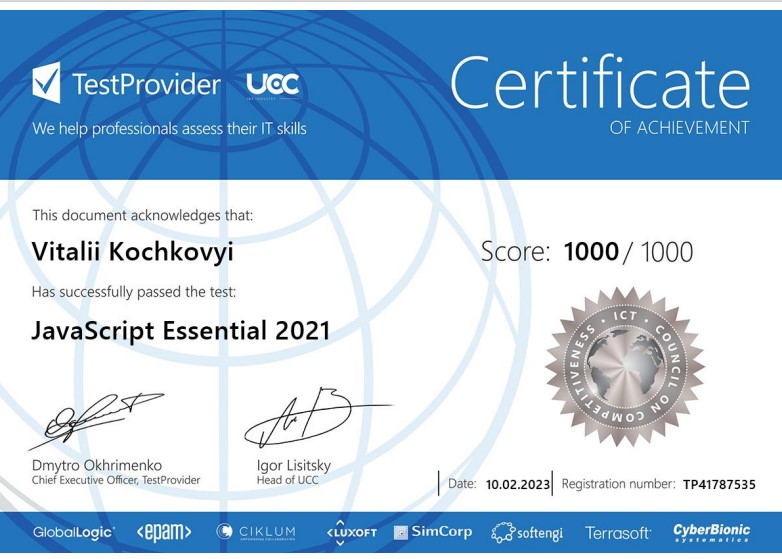 TestProvider UCC
We help professionals assess their IT skills
Certificate
OF ACHIEVEMENT
This document acknowledges that:
Vitalii Kochkovyi
Score: 1000 / 1000
Has successfully passed the test:
JavaScript Essential 2021
ICT • COUNCIL ON COMPETITIVENESS •
Dmytro Okhrimenko
Chief Executive Officer, TestProvider
Igor Lisitsky
Head of UCC
Date: 10.02.2023
Registration number: TP41787535
GlobalLogic <epam> CIKLUM <LUXOFT SimCorp softengi Terrasoft CyberBionic
systematics